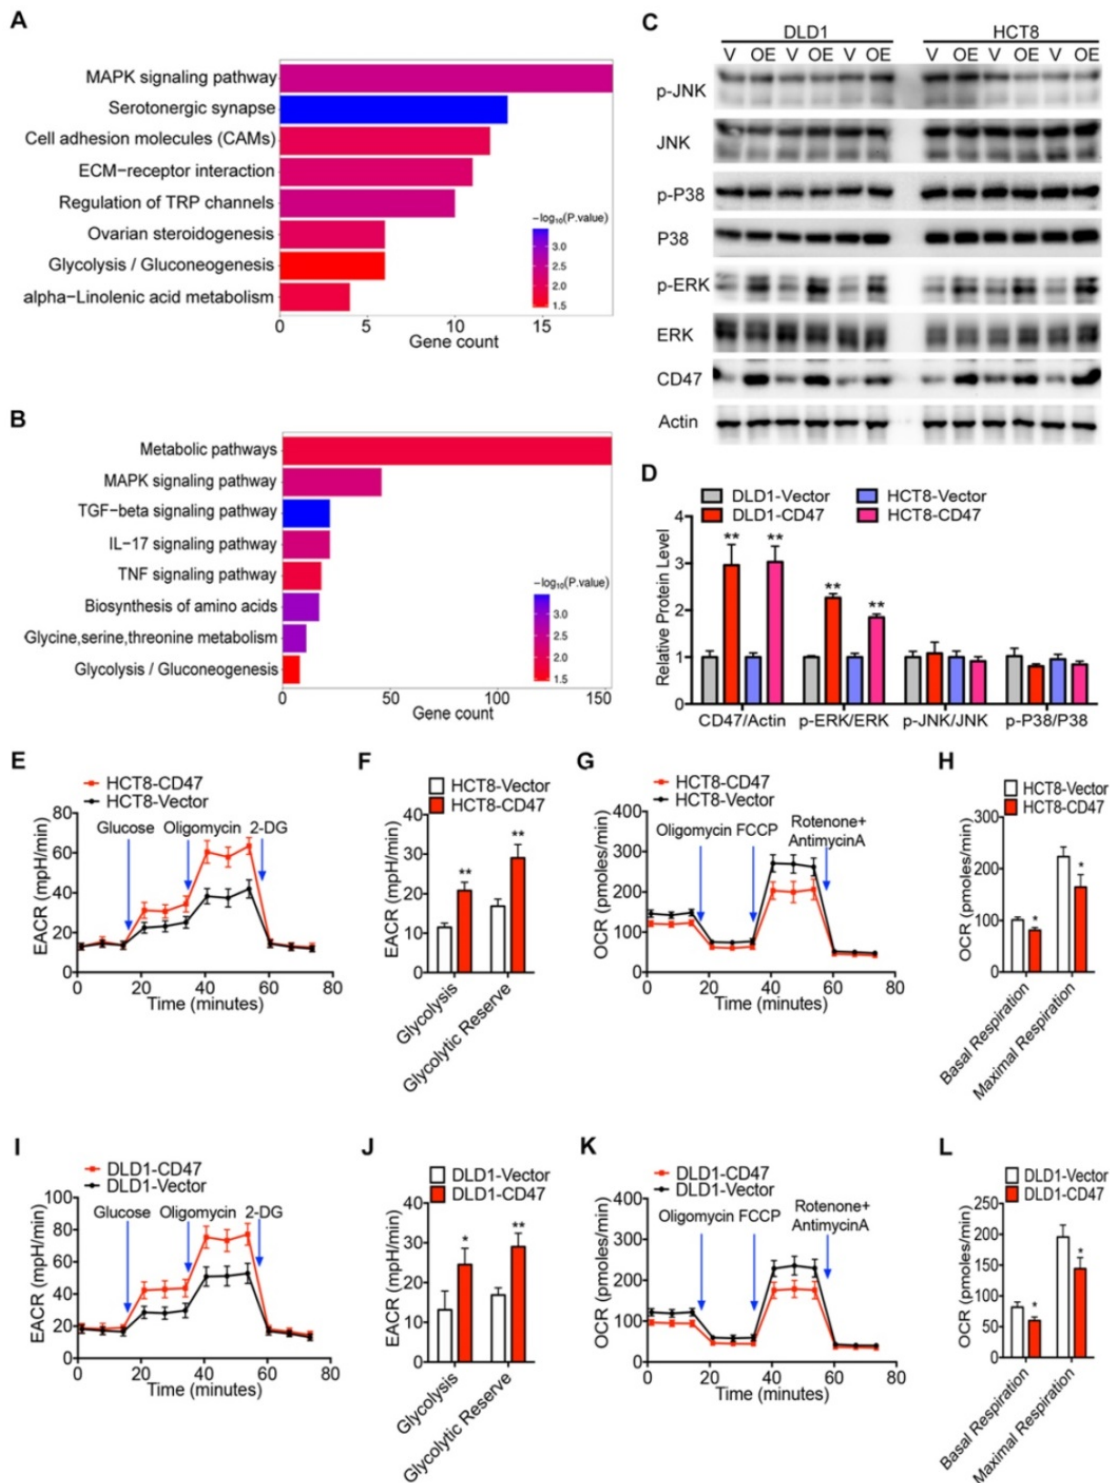 A
MAPK signaling pathway
Serotonergic synapse
Cell adhesion molecules (CAMs)
ECM−receptor interaction
Regulation of TRP channels
Ovarian steroidogenesis
Glycolysis / Gluconeogenesis
alpha−Linolenic acid metabolism
−log10(P.value)
3.0
2.5
2.0
1.5
0 5 10 15
Gene count
B
Metabolic pathways
MAPK signaling pathway
TGF−beta signaling pathway
IL−17 signaling pathway
TNF signaling pathway
Biosynthesis of amino acids
Glycine,serine,threonine metabolism
Glycolysis / Gluconeogenesis
−log10(P.value)
3.0
2.5
2.0
1.5
0 50 100 150
Gene count
C
DLD1 HCT8
V OE V OE V OE V OE V OE V OE
p-JNK
JNK
p-P38
P38
p-ERK
ERK
CD47
Actin
D
DLD1-Vector HCT8-Vector
DLD1-CD47 HCT8-CD47
Relative Protein Level
4
3
2
1
0
** ** ** **
CD47/Actin p-ERK/ERK p-JNK/JNK p-P38/P38
E
HCT8-CD47
HCT8-Vector
Glucose Oligomycin 2-DG
EACR (mpH/min)
80
60
40
20
0
0 20 40 60 80
Time (minutes)
F
HCT8-Vector
HCT8-CD47
EACR (mpH/min)
40
30
20
10
0
** **
Glycolysis
Glycolytic Reserve
G
HCT8-CD47
HCT8-Vector
Oligomycin FCCP
Rotenone+
AntimycinA
OCR (pmoles/min)
400
300
200
100
0
0 20 40 60 80
Time (minutes)
H
HCT8-Vector
HCT8-CD47
OCR (pmoles/min)
300
200
100
0
* *
Basal Respiration
Maximal Respiration
I
DLD1-CD47
DLD1-Vector
Glucose Oligomycin 2-DG
EACR (mpH/min)
100
80
60
40
20
0
0 20 40 60 80
Time (minutes)
J
DLD1-Vector
DLD1-CD47
EACR (mpH/min)
40
30
20
10
0
* **
Glycolysis
Glycolytic Reserve
K
DLD1-CD47
DLD1-Vector
Oligomycin FCCP
Rotenone+
AntimycinA
OCR (pmoles/min)
400
300
200
100
0
0 20 40 60 80
Time (minutes)
L
DLD1-Vector
DLD1-CD47
OCR (pmoles/min)
250
200
150
100
50
0
* *
Basal Respiration
Maximal Respiration